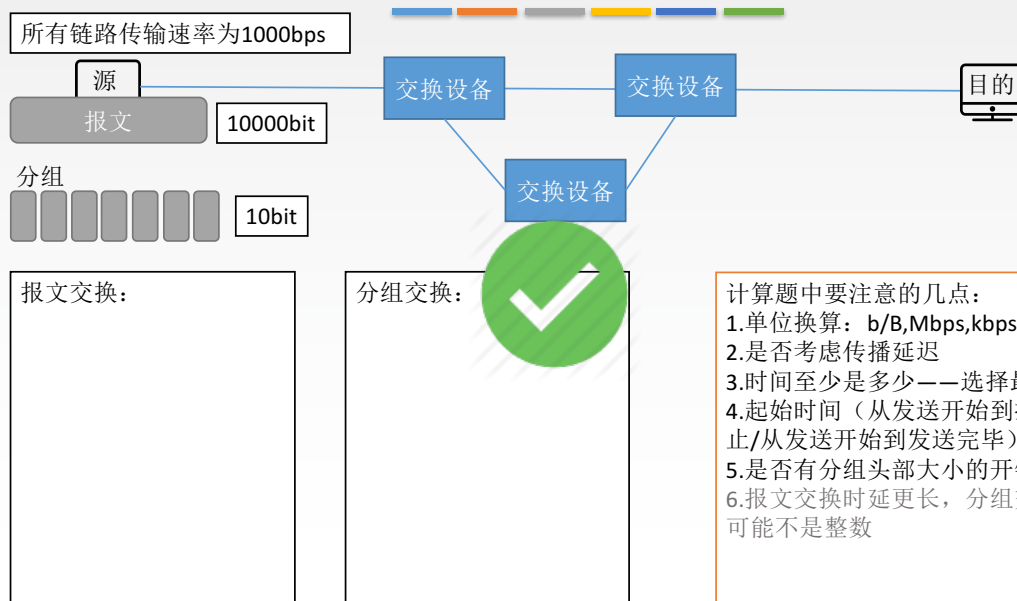 所有链路传输速率为1000bps
源
交换设备
交换设备
目的
报文
10000bit
分组
交换设备
10bit
报文交换：
分组交换：
计算题中要注意的几点：
1.单位换算：b/B,Mbps,kbps
2.是否考虑传播延迟
3.时间至少是多少——选择
4.起始时间（从发送开始到
止/从发送开始到发送完毕）
5.是否有分组头部大小的开
6.报文交换时延更长，分组
可能不是整数